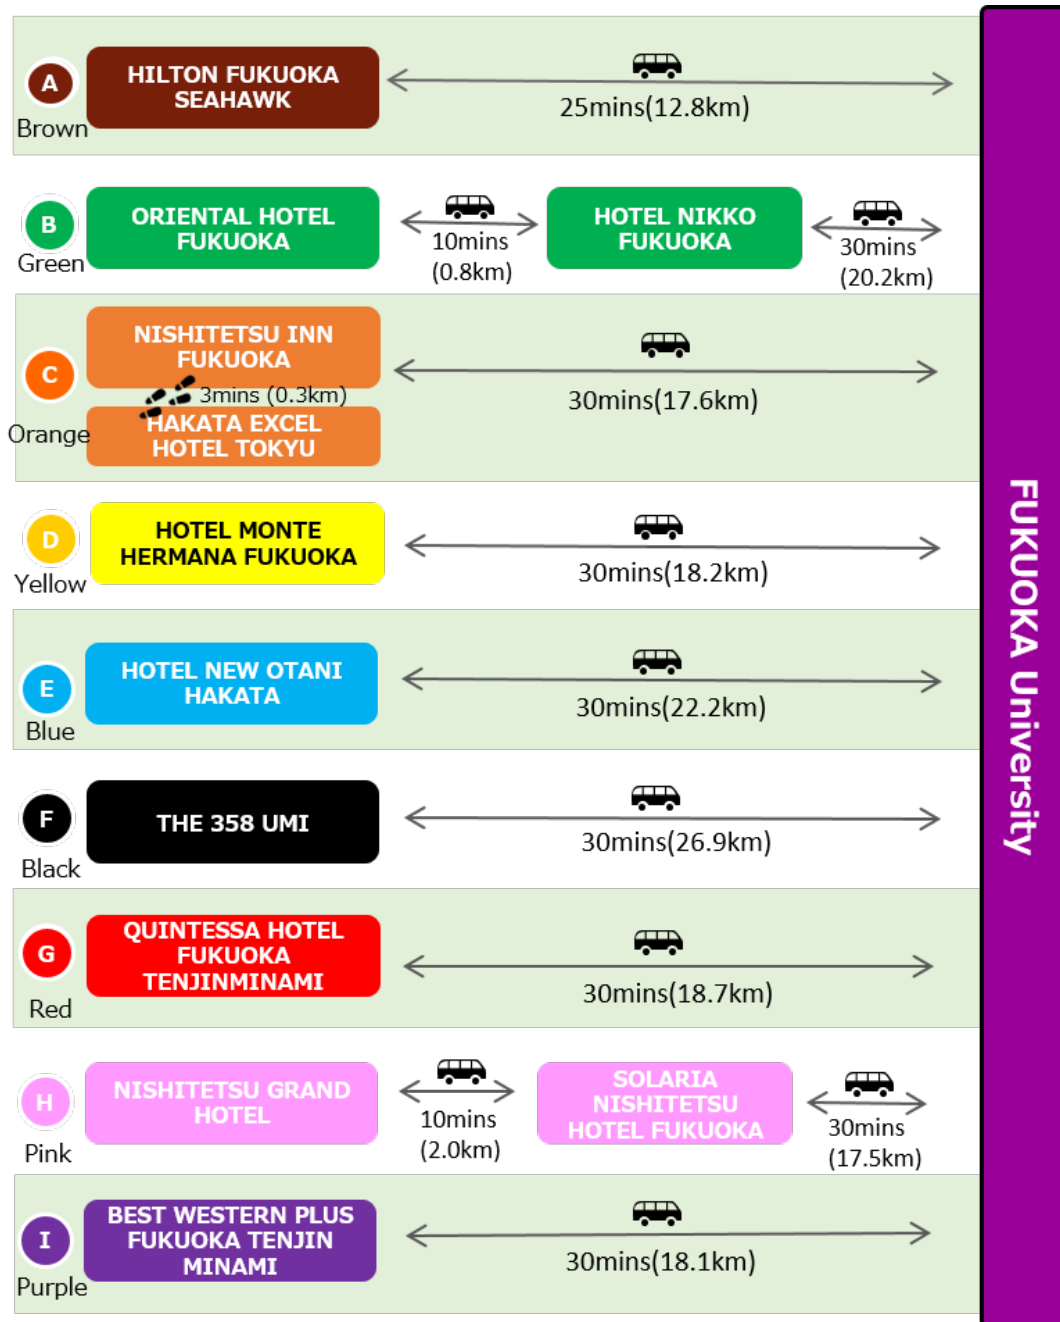 A
Brown
HILTON FUKUOKA
SEAHAWK
25mins(12.8km)
B
Green
ORIENTAL HOTEL
FUKUOKA
10mins
(0.8km)
HOTEL NIKKO
FUKUOKA
30mins
(20.2km)
C
Orange
NISHITETSU INN
FUKUOKA
3mins (0.3km)
HAKATA EXCEL
HOTEL TOKYU
30mins(17.6km)
D
Yellow
HOTEL MONTE
HERMANA FUKUOKA
30mins(18.2km)
E
Blue
HOTEL NEW OTANI
HAKATA
30mins(22.2km)
F
Black
THE 358 UMI
30mins(26.9km)
G
Red
QUINTESSA HOTEL
FUKUOKA
TENJINMINAMI
30mins(18.7km)
H
Pink
NISHITETSU GRAND
HOTEL
10mins
(2.0km)
SOLARIA
NISHITETSU
HOTEL FUKUOKA
30mins
(17.5km)
I
Purple
BEST WESTERN PLUS
FUKUOKA TENJIN
MINAMI
30mins(18.1km)
FUKUOKA University